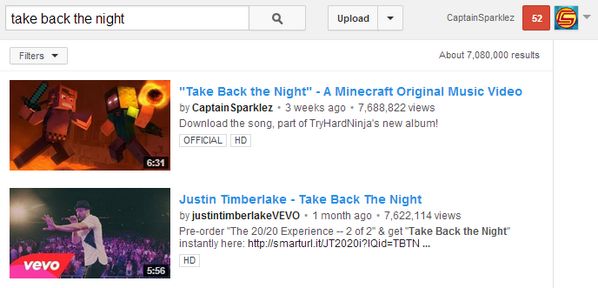 take back the night
Upload
CaptainSparklez
52
Filters
About 7,080,000 results
"Take Back the Night" - A Minecraft Original Music Video
by CaptainSparklez • 3 weeks ago • 7,688,822 views
Download the song, part of TryHardNinja's new album!
OFFICIAL HD
6:31
Justin Timberlake - Take Back The Night
by justintimberlakeVEVO • 1 month ago • 7,622,114 views
Pre-order "The 20/20 Experience -- 2 of 2" & get "Take Back the Night"
instantly here: http://smarturl.it/JT2020i?IQid=TBTN ...
HD
vevo
5:56